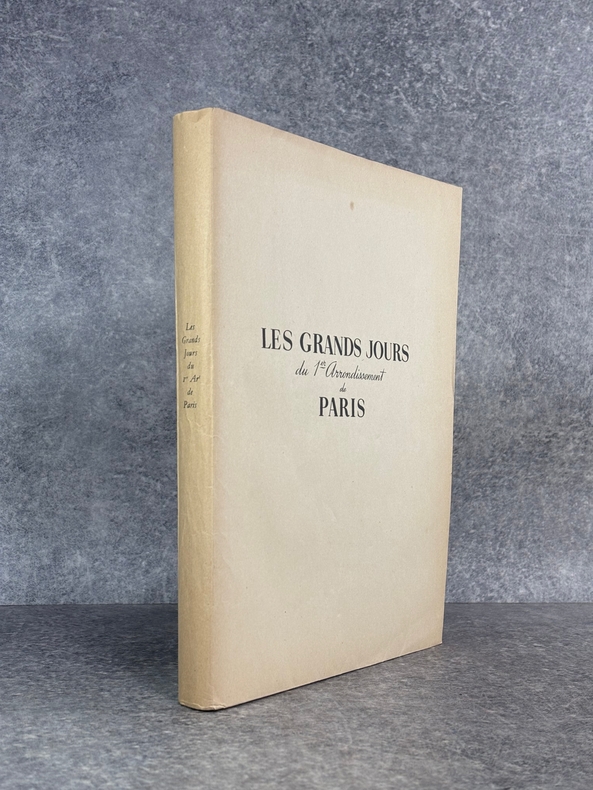 Les
Grands
Jours
du
1er Art
de
Paris
LES GRANDS JOURS
du 1er Arrondissement
de
PARIS